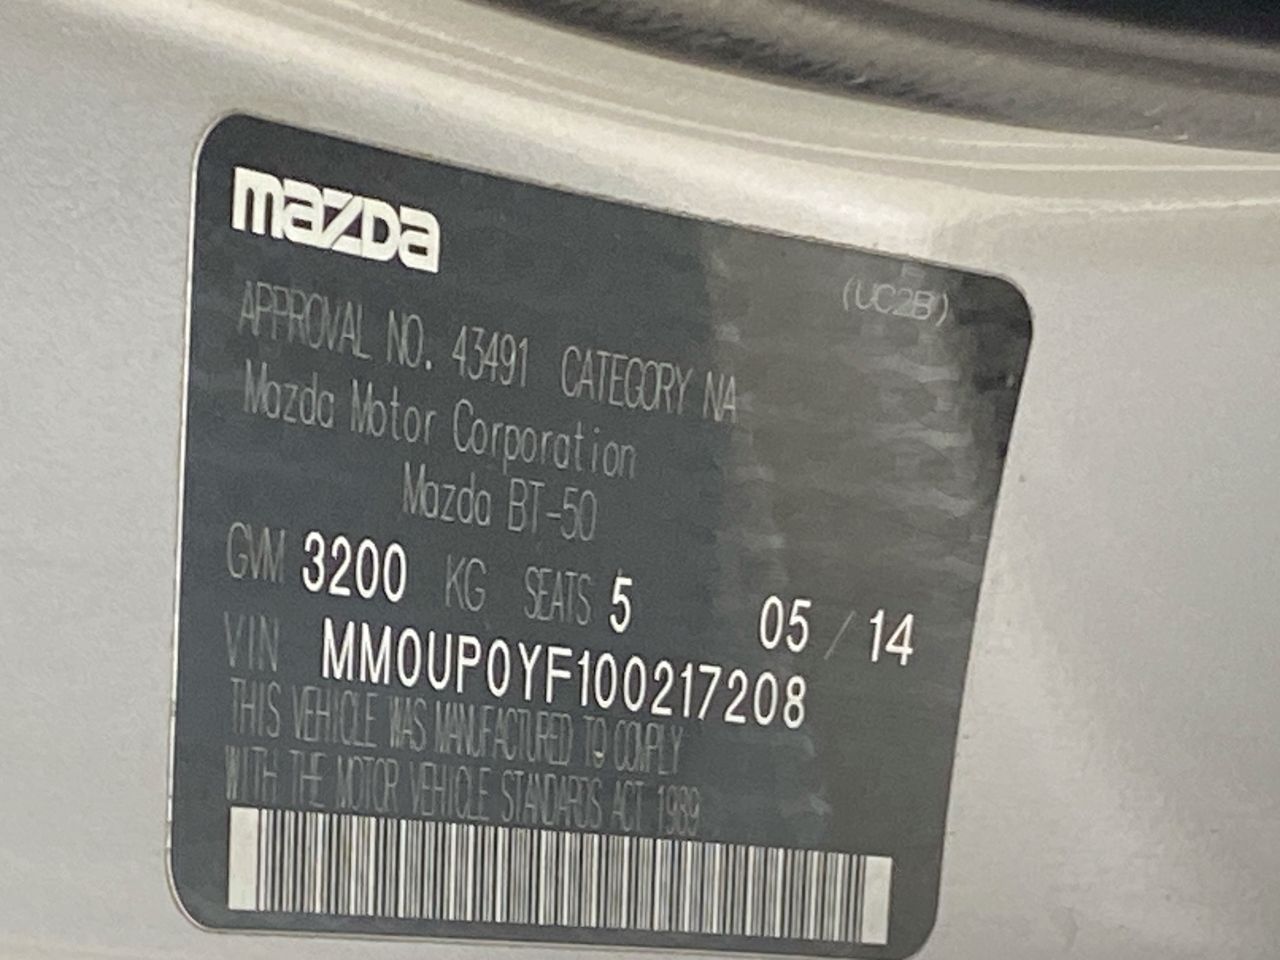 mazda
(UC2B)
APPROVAL NO. 43491 CATEGORY NA
Mazda Motor Corporation
Mazda BT-50
GVM 3200 KG SEATS 5 05 / 14
VIN MM0UP0YF100217208
THIS VEHICLE WAS MANUFACTURED TO COMPLY
WITH THE MOTOR VEHICLE STANDARDS ACT 1989